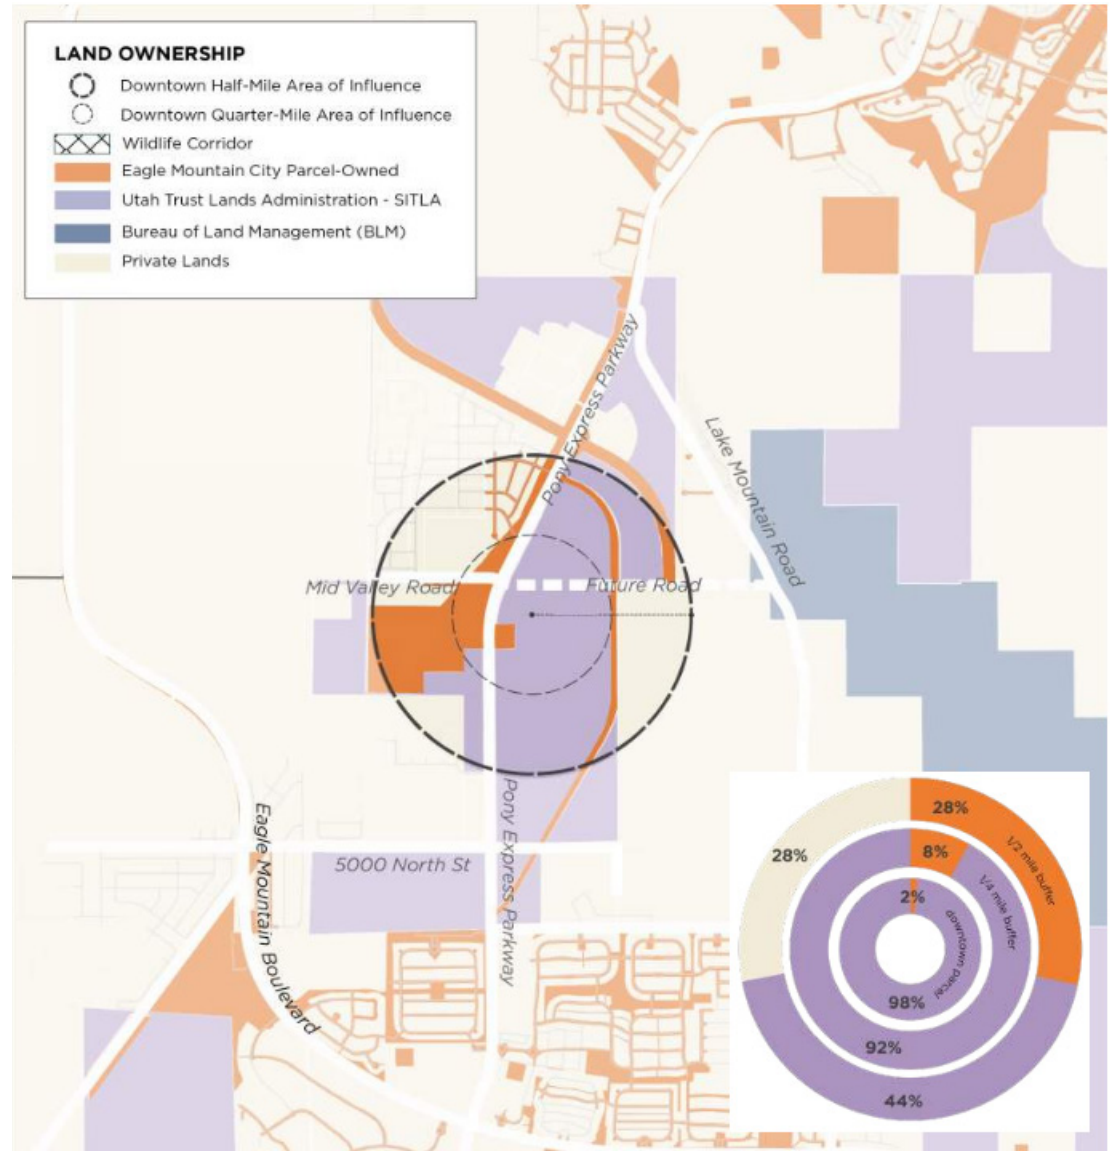 LAND OWNERSHIP
Downtown Half-Mile Area of Influence
Downtown Quarter-Mile Area of Influence
Wildlife Corridor
Eagle Mountain City Parcel-Owned
Utah Trust Lands Administration - SITLA
Bureau of Land Management (BLM)
Private Lands
Pony Express Parkway
Lake Mountain Road
Mid Valley Road
Future Road
Pony Express Parkway
Eagle Mountain Boulevard
5000 North St
28%
1/2 mile buffer
28%
8%
1/4 mile buffer
2%
downtown parcel
98%
92%
44%